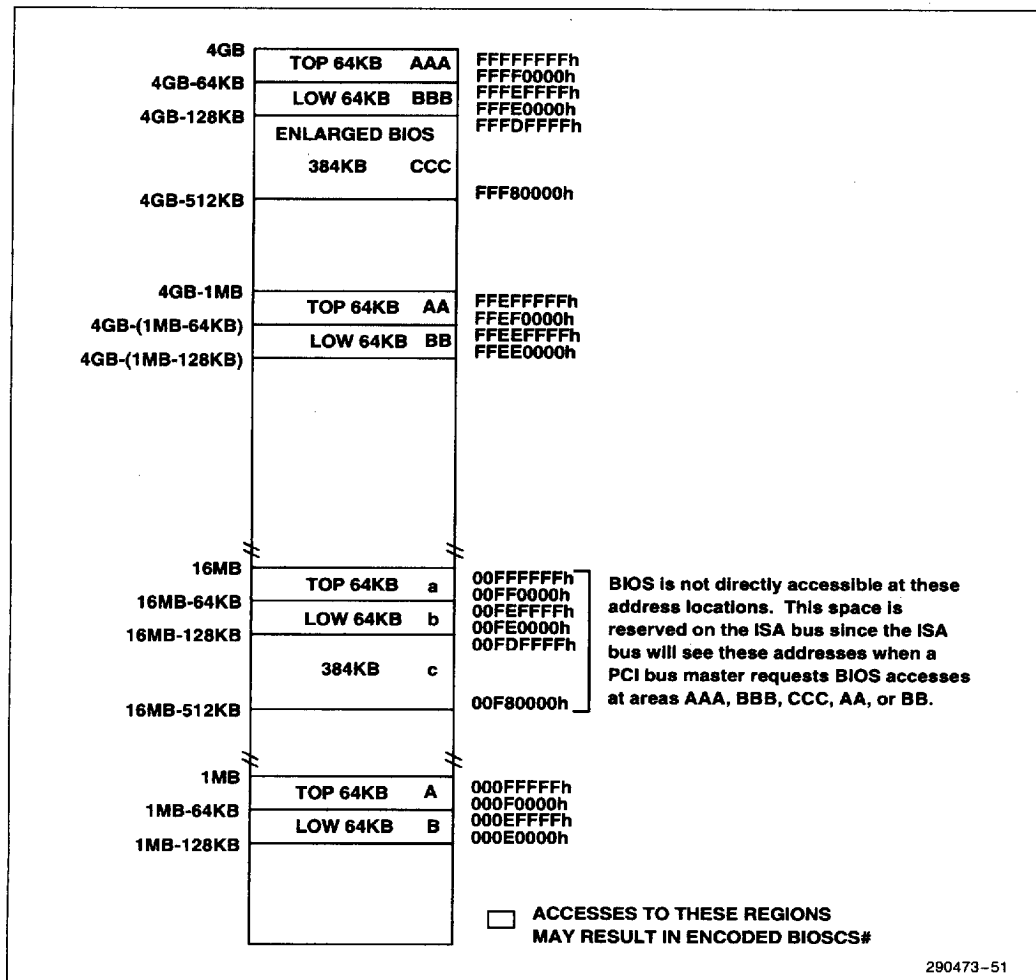 4GB
TOP 64KB AAA
FFFFFFFFh
4GB-64KB
FFFF0000h
LOW 64KB BBB
FFFEFFFFh
4GB-128KB
FFFE0000h
ENLARGED BIOS
FFFDFFFFh
384KB CCC
4GB-512KB
FFF80000h
4GB-1MB
TOP 64KB AA
FFEFFFFFh
4GB-(1MB-64KB)
FFEF0000h
LOW 64KB BB
FFEEFFFFh
4GB-(1MB-128KB)
FFEE0000h
16MB
TOP 64KB a
00FFFFFFh
16MB-64KB
00FF0000h
LOW 64KB b
00FEFFFFh
16MB-128KB
00FE0000h
00FDFFFFh
384KB c
16MB-512KB
00F80000h
BIOS is not directly accessible at these
address locations. This space is
reserved on the ISA bus since the ISA
bus will see these addresses when a
PCI bus master requests BIOS accesses
at areas AAA, BBB, CCC, AA, or BB.
1MB
TOP 64KB A
000FFFFFh
1MB-64KB
000F0000h
LOW 64KB B
000EFFFFh
1MB-128KB
000E0000h
ACCESSES TO THESE REGIONS
MAY RESULT IN ENCODED BIOSCS#
290473-51